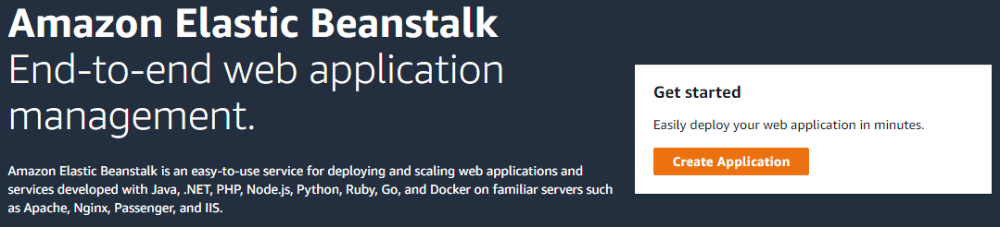 Amazon Elastic Beanstalk
End-to-end web application
management.
Amazon Elastic Beanstalk is an easy-to-use service for deploying and scaling web applications and
services developed with Java, .NET, PHP, Node.js, Python, Ruby, Go, and Docker on familiar servers such
as Apache, Nginx, Passenger, and IIS.
Get started
Easily deploy your web application in minutes.
Create Application